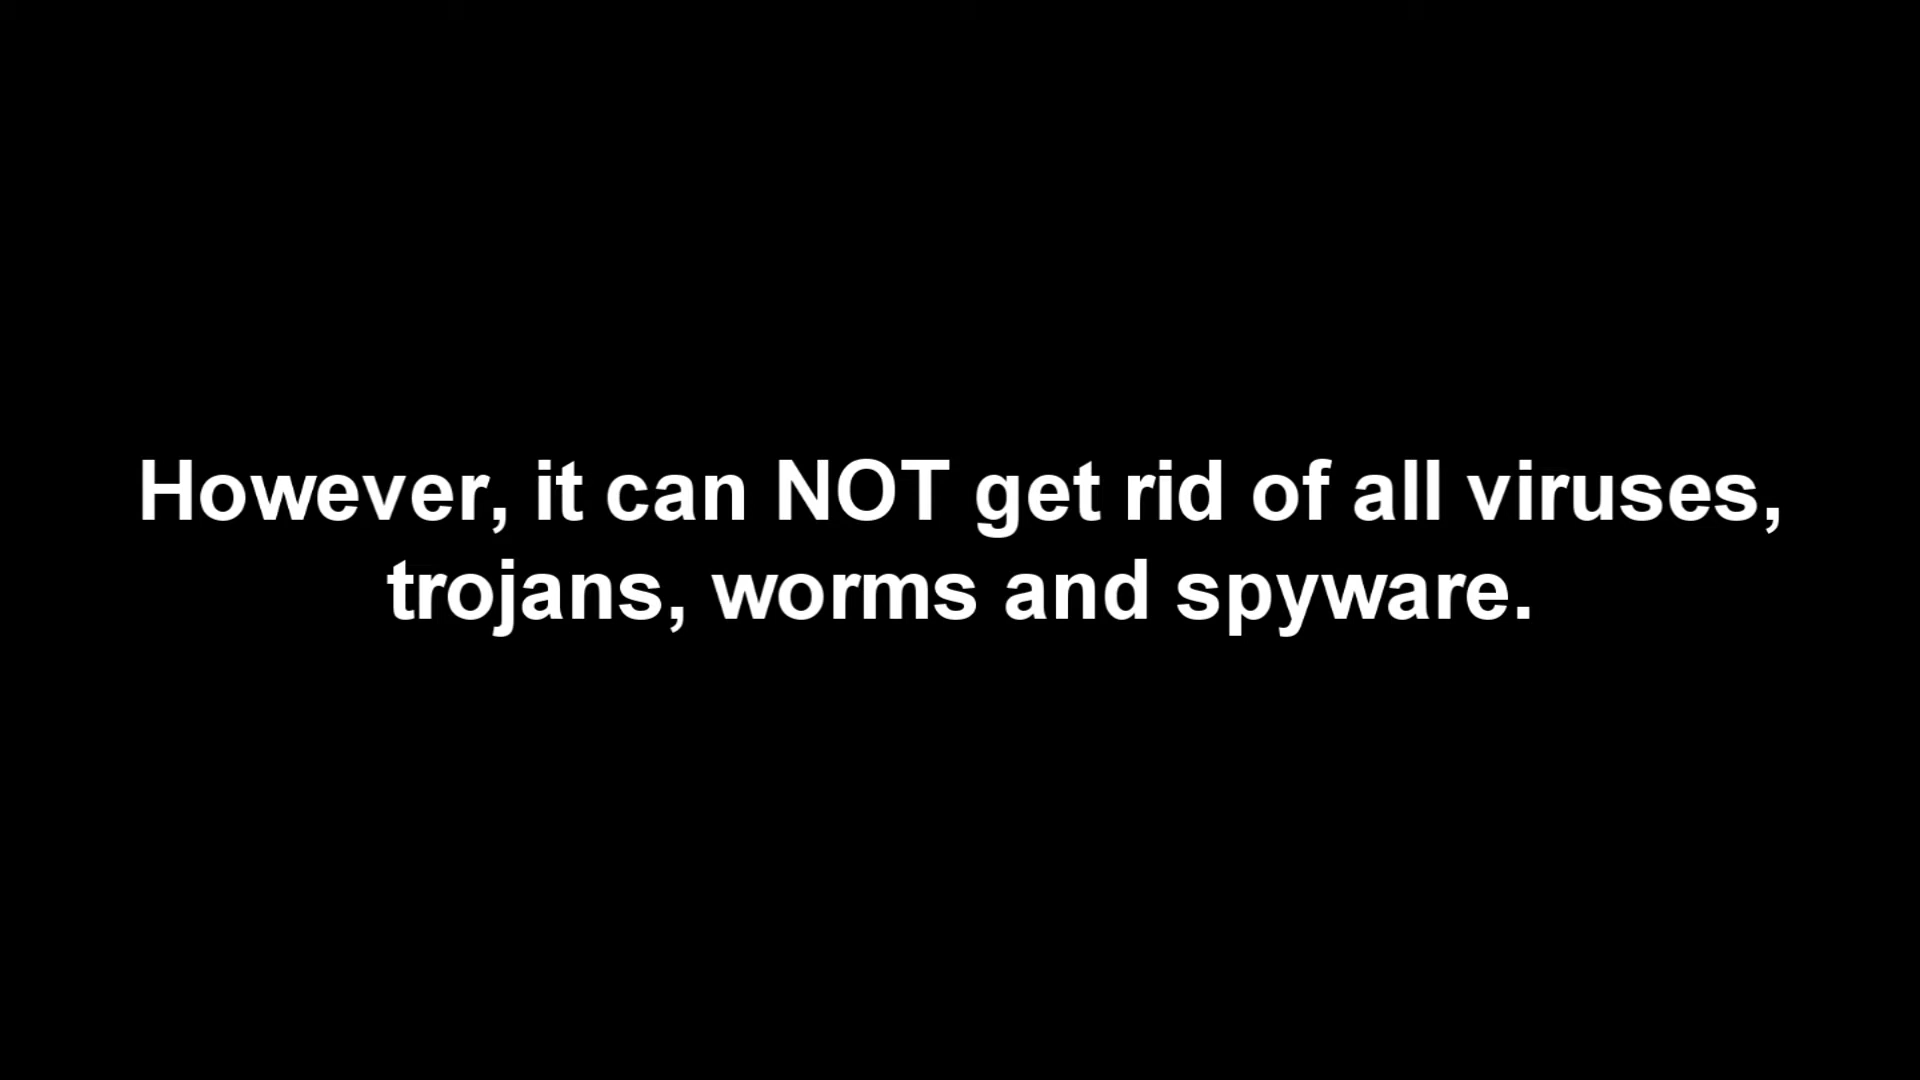 However, it can NOT get rid of all viruses,
trojans, worms and spyware.